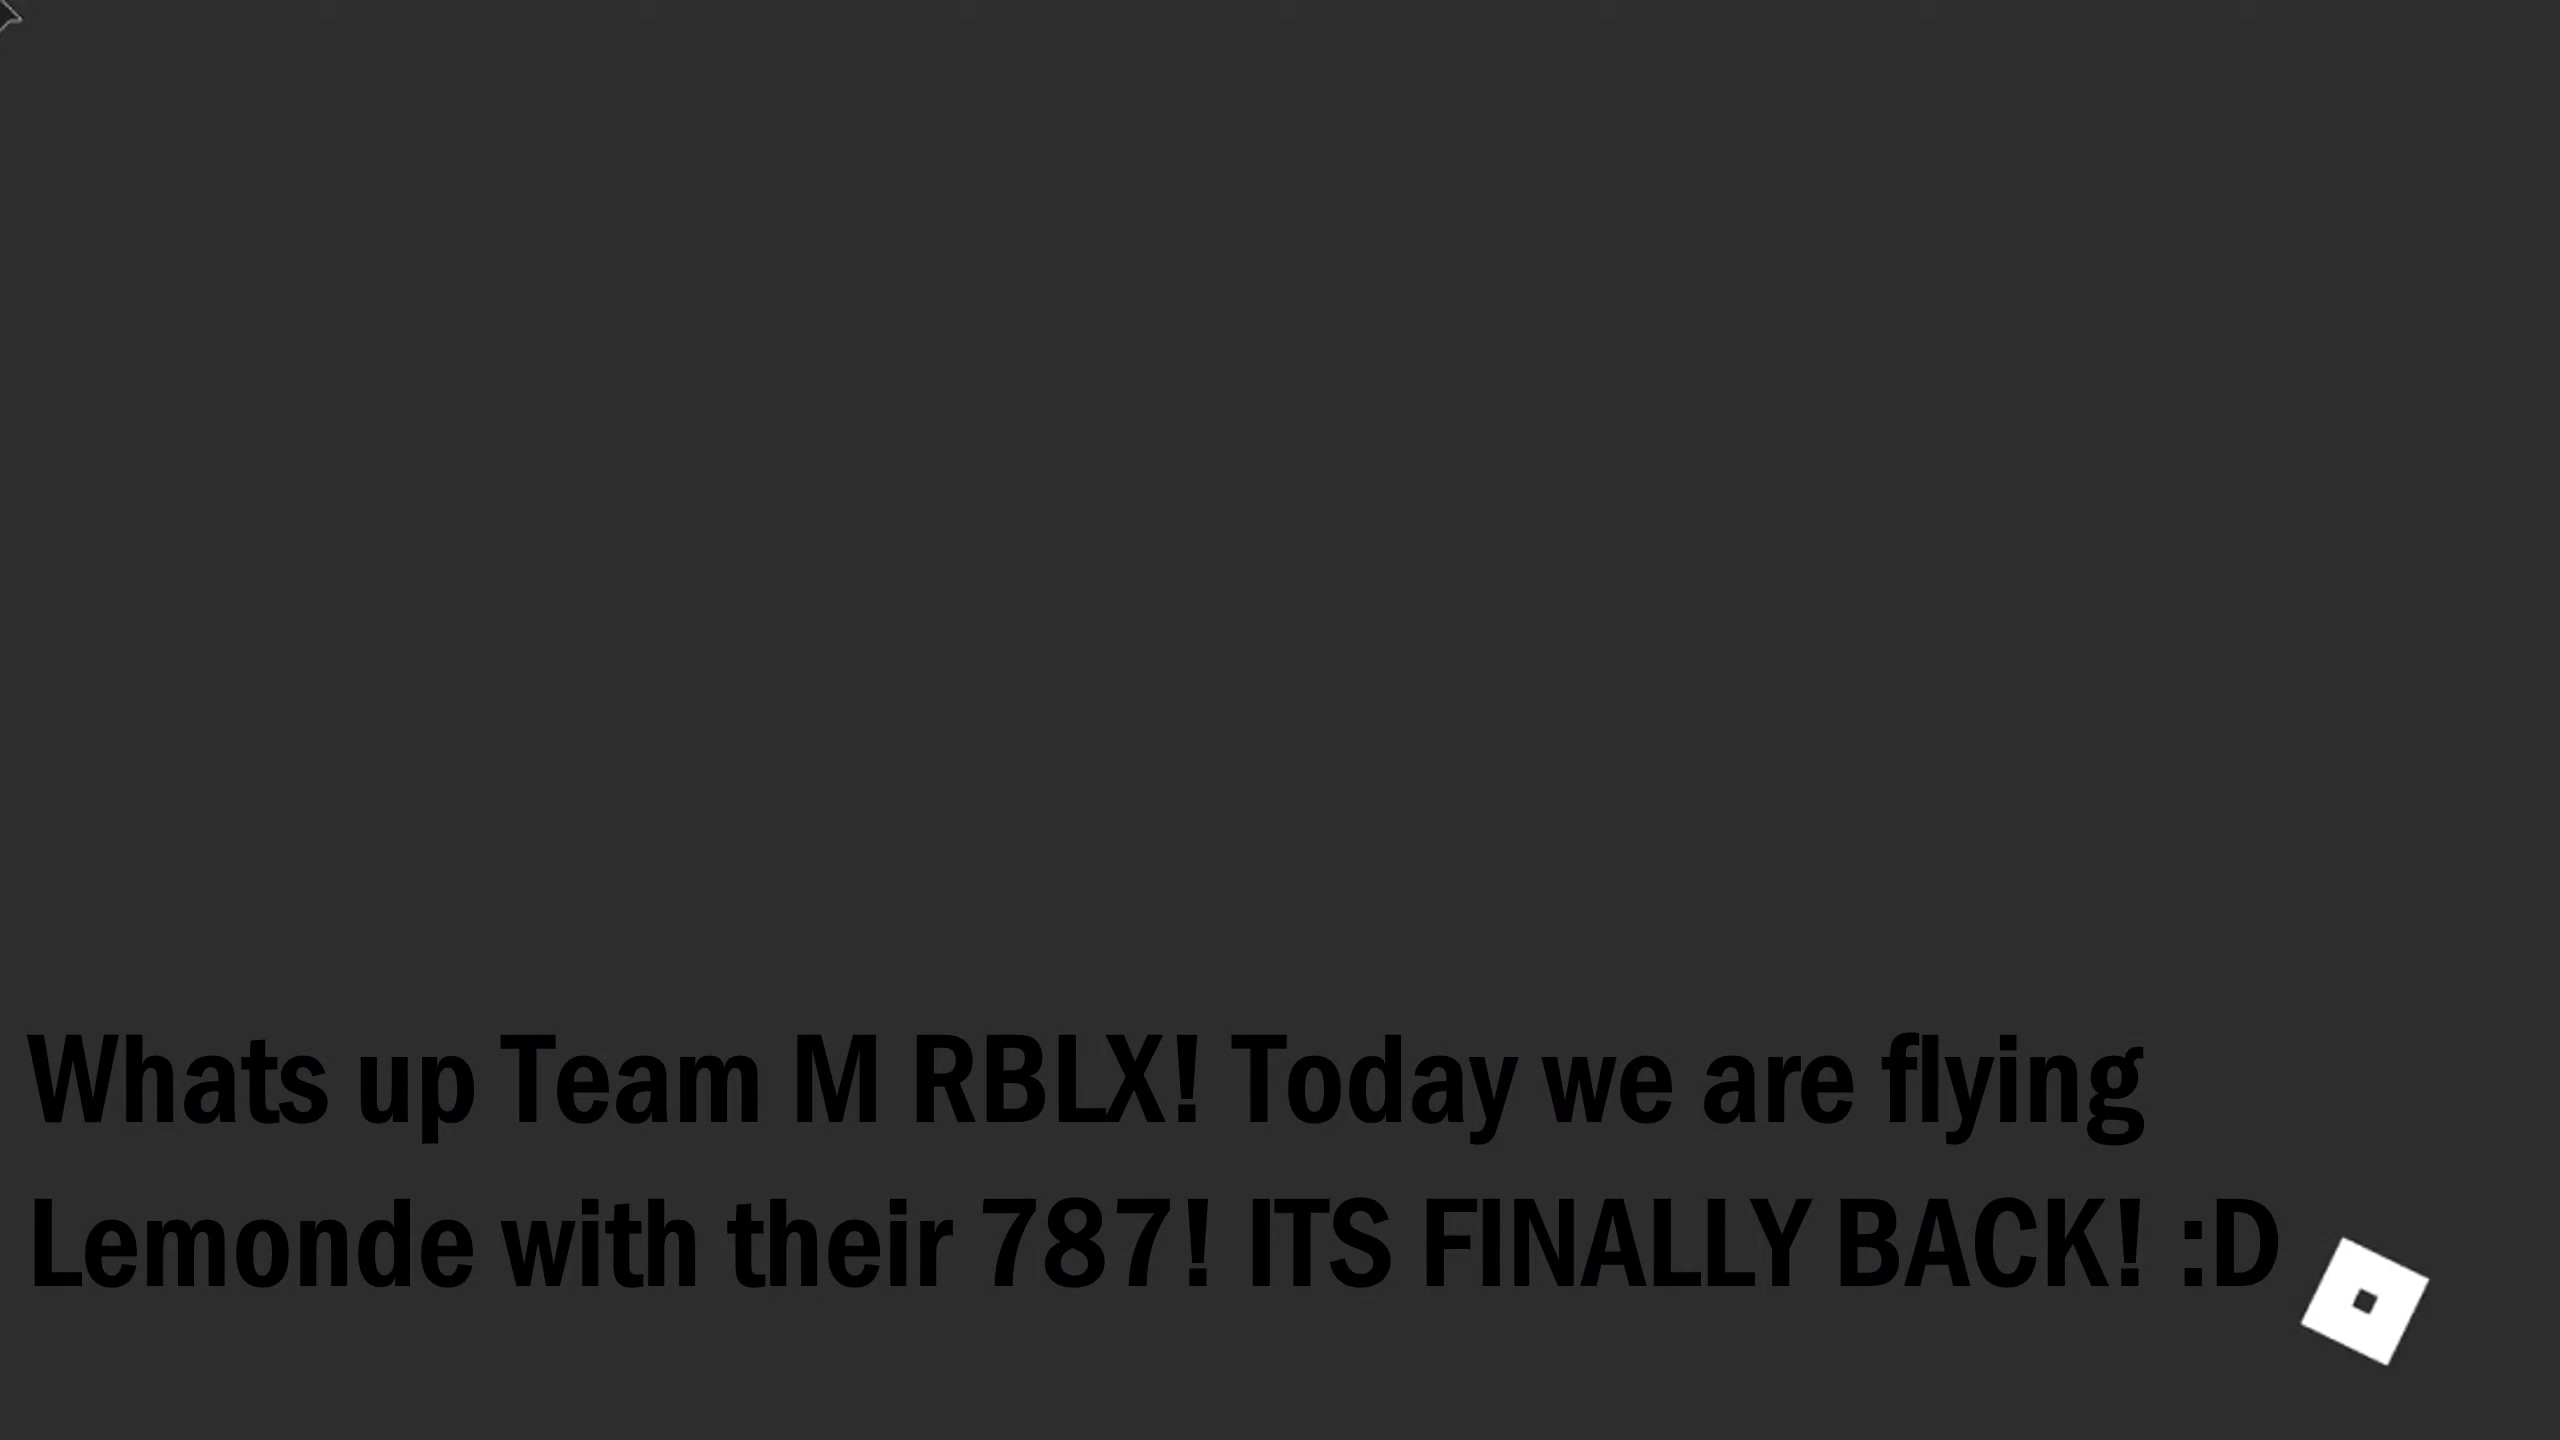 Whats up Team M RBLX! Today we are flying
Lemonde with their 787! ITS FINALLY BACK! :D